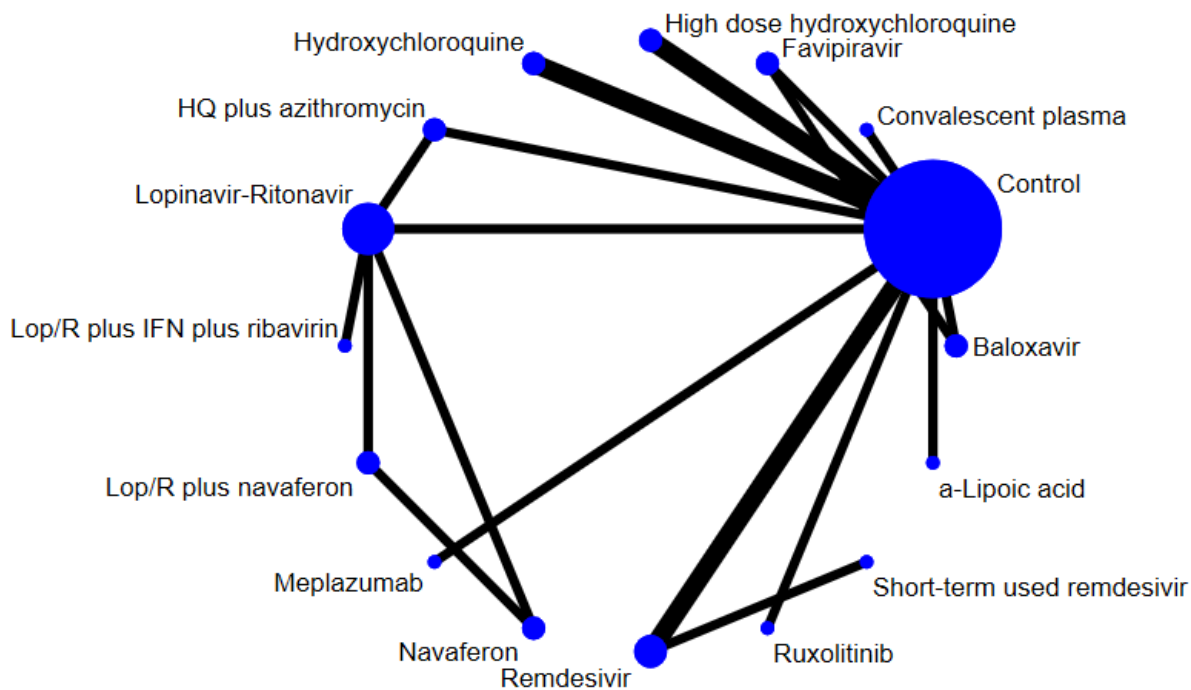 High dose hydroxychloroquine
Hydroxychloroquine
Favipiravir
HQ plus azithromycin
Convalescent plasma
Lopinavir-Ritonavir
Control
Lop/R plus IFN plus ribavirin
Baloxavir
Lop/R plus navaferon
a-Lipoic acid
Meplazumab
Short-term used remdesivir
Navaferon
Ruxolitinib
Remdesivir